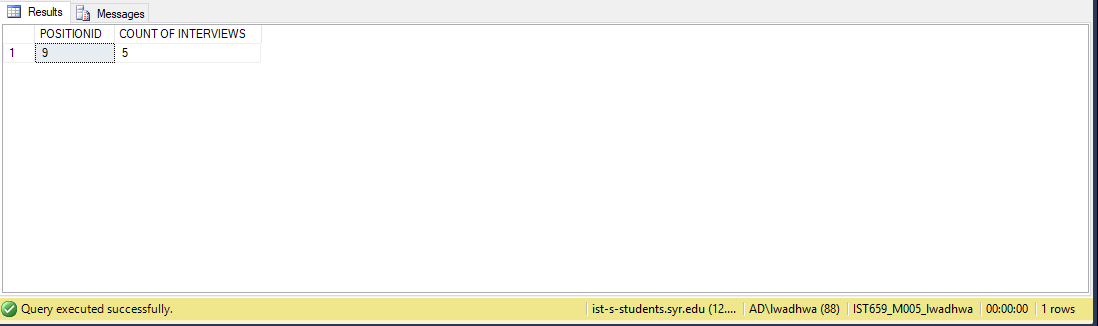 Results Messages
POSITIONID COUNT OF INTERVIEWS
1 9 5
Query executed successfully. ist-s-students.syr.edu (12.... AD\lwadhwa (88) IST659_M005_lwadhwa 00:00:00 1 rows